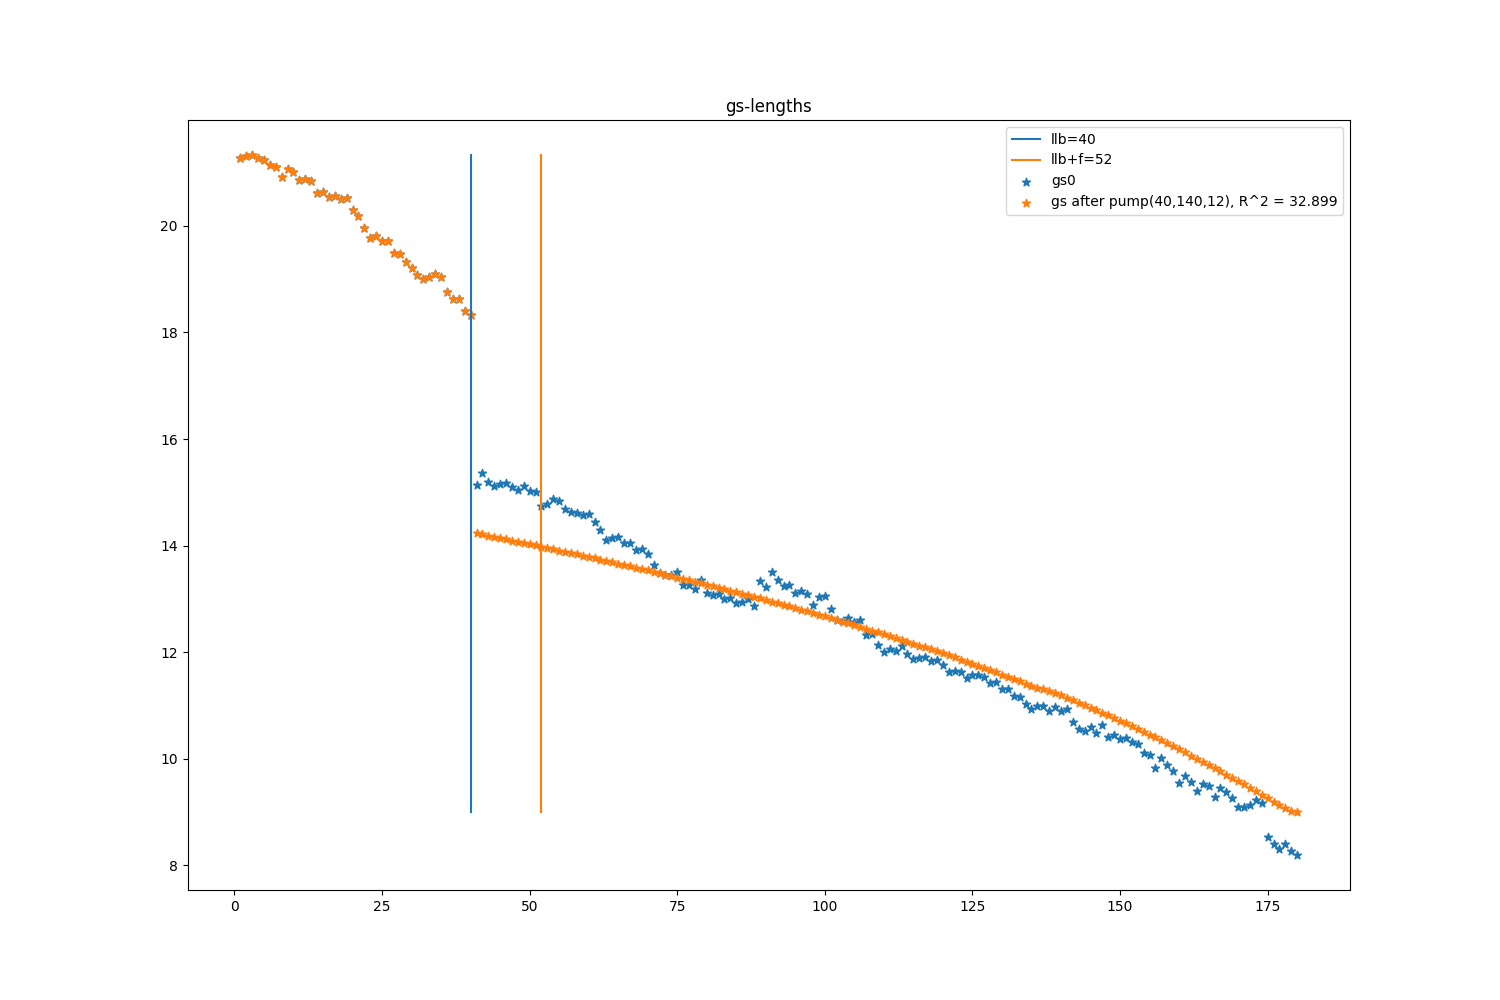 gs-lengths
llb=40
llb+f=52
gs0
gs after pump(40,140,12), R^2 = 32.899
20
18
16
14
12
10
8
0 25 50 75 100 125 150 175